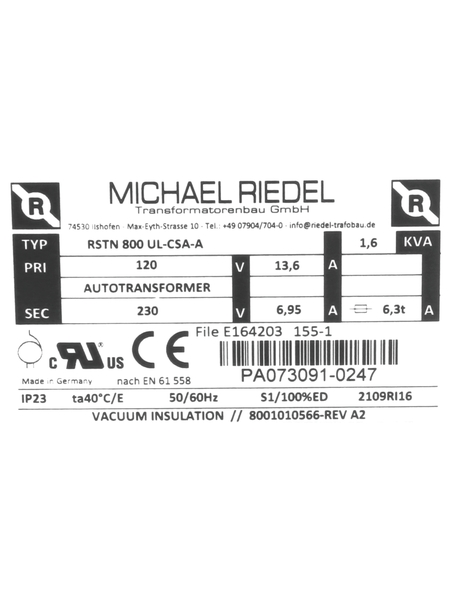 R MICHAEL RIEDEL R
Transformatorenbau GmbH
74530 Ilshofen · Max-Eyth-Strasse 10 · Tel.: +49 07904/704-0 · info@riedel-trafobau.de
TYP RSTN 800 UL-CSA-A 1,6 KVA
PRI 120 V 13,6 A
AUTOTRANSFORMER
SEC 230 V 6,95 A 6,3t A
File E164203 155-1
c RU US CE
PA073091-0247
Made in Germany nach EN 61 558
IP23 ta40°C/E 50/60Hz S1/100%ED 2109RI16
VACUUM INSULATION // 8001010566-REV A2